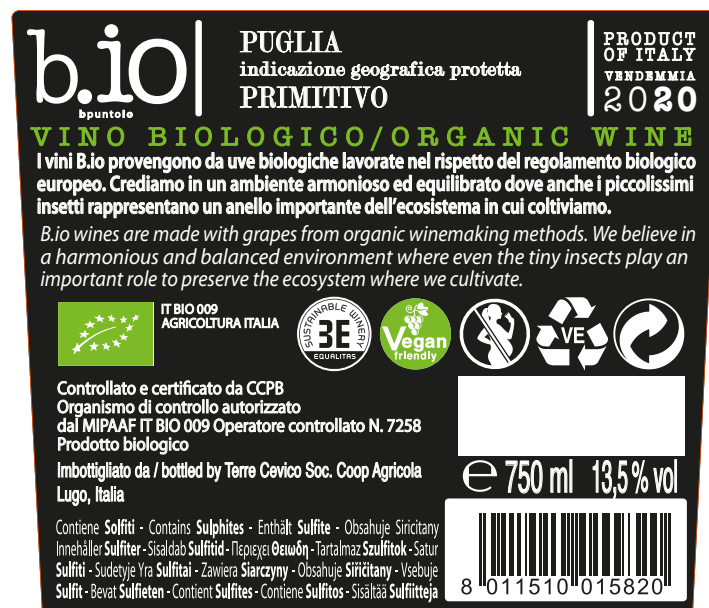 b.io
bpuntoIo
PUGLIA
indicazione geografica protetta
PRIMITIVO
PRODUCT
OF ITALY
VENDEMMIA
2020
VINO BIOLOGICO/ORGANIC WINE
I vini B.io provengono da uve biologiche lavorate nel rispetto del regolamento biologico
europeo. Crediamo in un ambiente armonioso ed equilibrato dove anche i piccolissimi
insetti rappresentano un anello importante dell'ecosistema in cui coltiviamo.
B.io wines are made with grapes from organic winemaking methods. We believe in
a harmonious and balanced environment where even the tiny insects play an
important role to preserve the ecosystem where we cultivate.
IT BIO 009
AGRICOLTURA ITALIA
SUSTAINABLE WINERY
3E
EQUALITAS
Vegan
friendly
VE
Controllato e certificato da CCPB
Organismo di controllo autorizzato
dal MIPAAF IT BIO 009 Operatore controllato N. 7258
Prodotto biologico
Imbottigliato da / bottled by Terre Cevico Soc. Coop Agricola
Lugo, Italia
e 750 ml 13,5 % vol
Contiene Solfiti - Contains Sulphites - Enthält Sulfite - Obsahuje Siricitany
Innehåller Sulfiter - Sisaldab Sulfitid - Περιεχει Θειωδη - Tartalmaz Szulfitok - Satur
Sulfiti - Sudetyje Yra Sulfitai - Zawiera Siarczyny - Obsahuje Siřičitany - Vsebuje
Sulfit - Bevat Sulfieten - Contient Sulfites - Contiene Sulfitos - Sisältää Sulfiitteja
8 011510 015820